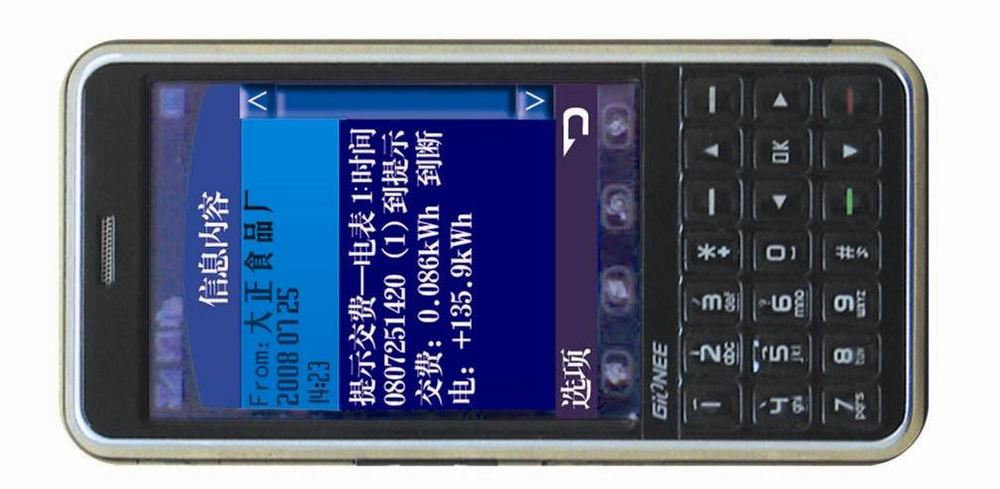 信息内容
From: 大正食品厂
2008 07 25
14:23
提示交费—电表 1:时间
0807251420（1）到提示
交费：0.086kWh 到断
电：+135.9kWh
选项
GIONEE
OK
1
2 abc
3 def
* +
4 ghi
5 jkl
6 mno
0
7 pqrs
8 tuv
9 wxyz
#